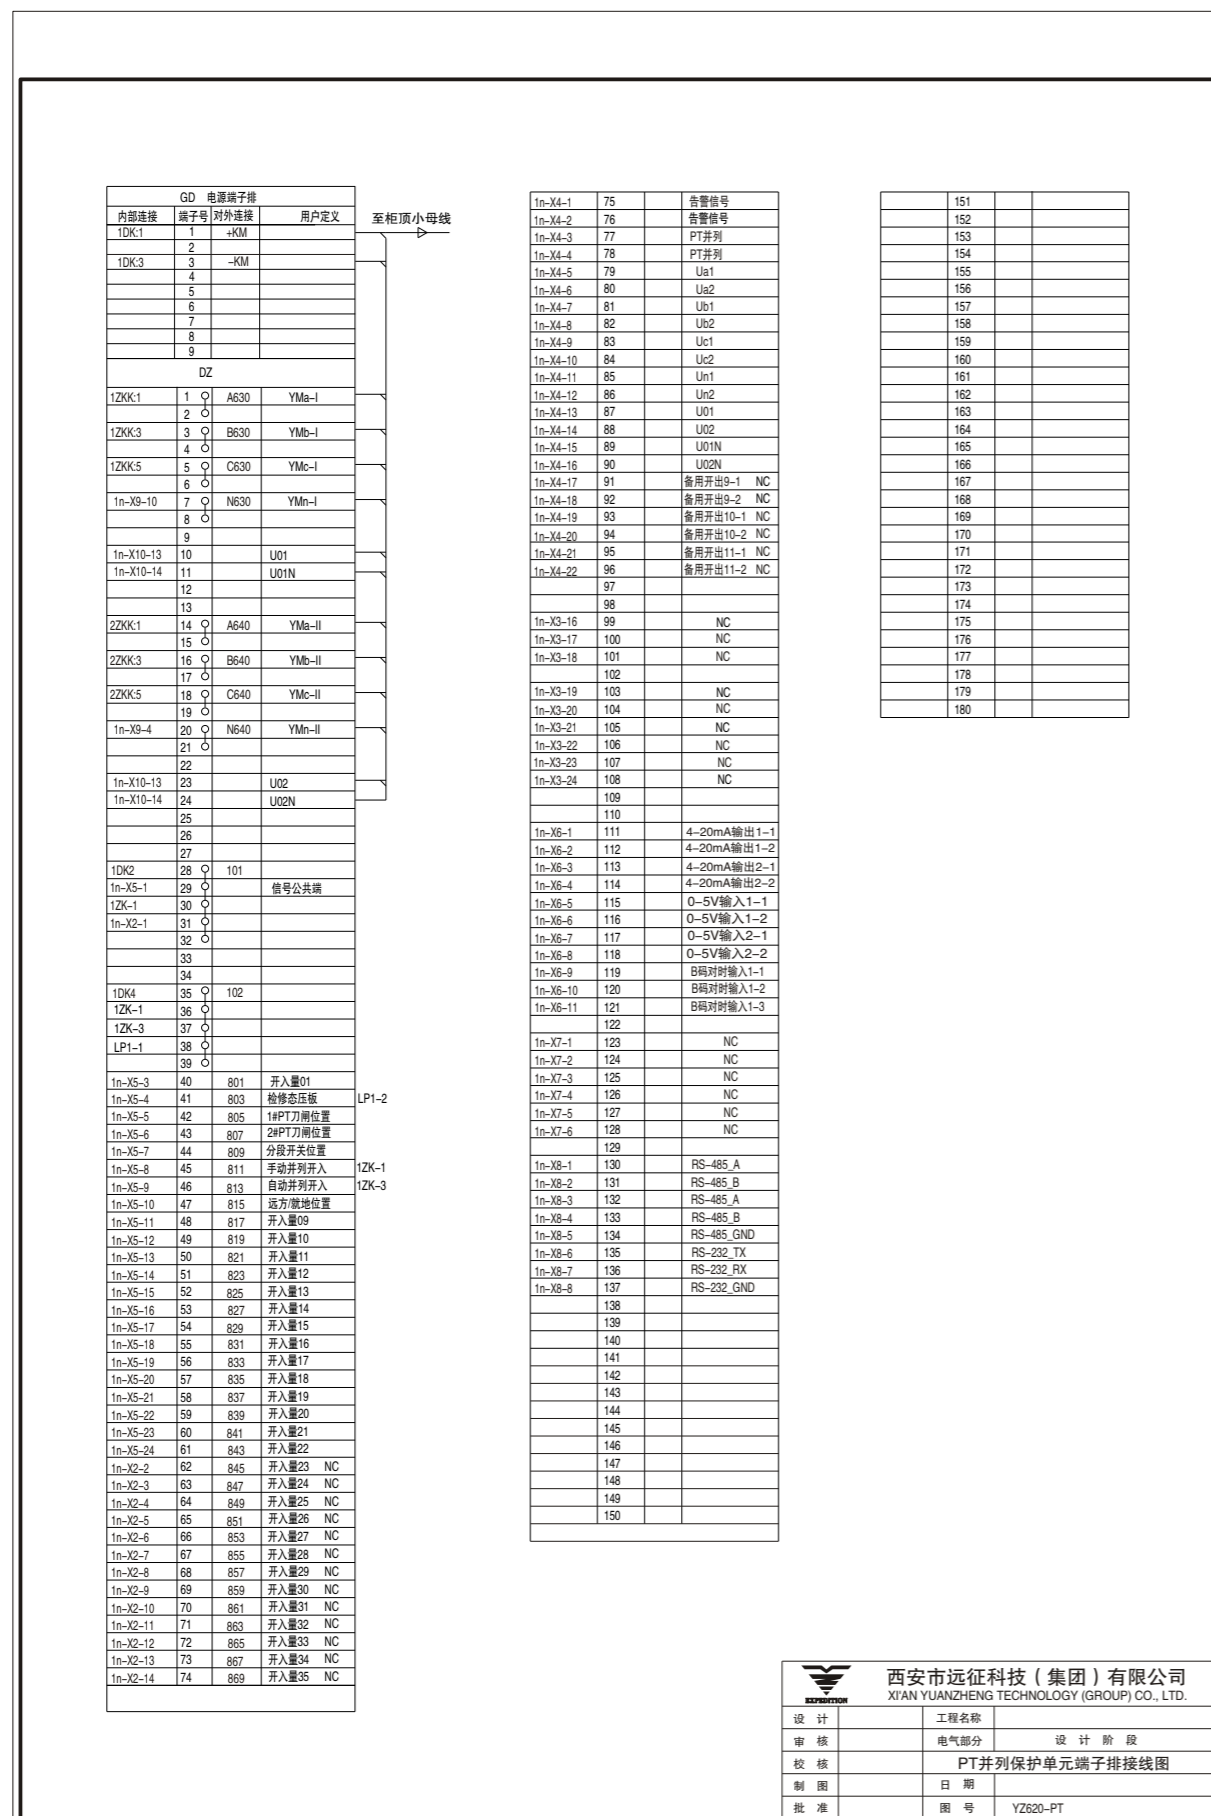 GD 电源端子排
内部连接 端子号 对外连接 用户定义
1DK:1 1 +KM
2
1DK:3 3 −KM
4
5
6
7
8
9
至柜顶小母线
DZ
1ZKK:1 1 A630 YMa−I
2
1ZKK:3 3 B630 YMb−I
4
1ZKK:5 5 C630 YMc−I
6
1n−X9−10 7 N630 YMn−I
8
9
1n−X10−13 10 U01
1n−X10−14 11 U01N
12
13
2ZKK:1 14 A640 YMa−II
15
2ZKK:3 16 B640 YMb−II
17
2ZKK:5 18 C640 YMc−II
19
1n−X9−4 20 N640 YMn−II
21
22
1n−X10−13 23 U02
1n−X10−14 24 U02N
25
26
27
1DK2 28 101
1n−X5−1 29 信号公共端
1ZK−1 30
1n−X2−1 31
32
33
34
1DK4 35 102
1ZK−1 36
1ZK−3 37
LP1−1 38
39
1n−X5−3 40 801 开入量01
1n−X5−4 41 803 检修态压板 LP1−2
1n−X5−5 42 805 1#PT刀闸位置
1n−X5−6 43 807 2#PT刀闸位置
1n−X5−7 44 809 分段开关位置
1n−X5−8 45 811 手动并列开入 1ZK−1
1n−X5−9 46 813 自动并列开入 1ZK−3
1n−X5−10 47 815 远方/就地位置
1n−X5−11 48 817 开入量09
1n−X5−12 49 819 开入量10
1n−X5−13 50 821 开入量11
1n−X5−14 51 823 开入量12
1n−X5−15 52 825 开入量13
1n−X5−16 53 827 开入量14
1n−X5−17 54 829 开入量15
1n−X5−18 55 831 开入量16
1n−X5−19 56 833 开入量17
1n−X5−20 57 835 开入量18
1n−X5−21 58 837 开入量19
1n−X5−22 59 839 开入量20
1n−X5−23 60 841 开入量21
1n−X5−24 61 843 开入量22
1n−X2−2 62 845 开入量23 NC
1n−X2−3 63 847 开入量24 NC
1n−X2−4 64 849 开入量25 NC
1n−X2−5 65 851 开入量26 NC
1n−X2−6 66 853 开入量27 NC
1n−X2−7 67 855 开入量28 NC
1n−X2−8 68 857 开入量29 NC
1n−X2−9 69 859 开入量30 NC
1n−X2−10 70 861 开入量31 NC
1n−X2−11 71 863 开入量32 NC
1n−X2−12 72 865 开入量33 NC
1n−X2−13 73 867 开入量34 NC
1n−X2−14 74 869 开入量35 NC
1n−X4−1 75 告警信号
1n−X4−2 76 告警信号
1n−X4−3 77 PT并列
1n−X4−4 78 PT并列
1n−X4−5 79 Ua1
1n−X4−6 80 Ua2
1n−X4−7 81 Ub1
1n−X4−8 82 Ub2
1n−X4−9 83 Uc1
1n−X4−10 84 Uc2
1n−X4−11 85 Un1
1n−X4−12 86 Un2
1n−X4−13 87 U01
1n−X4−14 88 U02
1n−X4−15 89 U01N
1n−X4−16 90 U02N
1n−X4−17 91 备用开出9−1 NC
1n−X4−18 92 备用开出9−2 NC
1n−X4−19 93 备用开出10−1 NC
1n−X4−20 94 备用开出10−2 NC
1n−X4−21 95 备用开出11−1 NC
1n−X4−22 96 备用开出11−2 NC
97
98
1n−X3−16 99 NC
1n−X3−17 100 NC
1n−X3−18 101 NC
102
1n−X3−19 103 NC
1n−X3−20 104 NC
1n−X3−21 105 NC
1n−X3−22 106 NC
1n−X3−23 107 NC
1n−X3−24 108 NC
109
110
1n−X6−1 111 4−20mA输出1−1
1n−X6−2 112 4−20mA输出1−2
1n−X6−3 113 4−20mA输出2−1
1n−X6−4 114 4−20mA输出2−2
1n−X6−5 115 0−5V输入1−1
1n−X6−6 116 0−5V输入1−2
1n−X6−7 117 0−5V输入2−1
1n−X6−8 118 0−5V输入2−2
1n−X6−9 119 B码对时输入1−1
1n−X6−10 120 B码对时输入1−2
1n−X6−11 121 B码对时输入1−3
122
1n−X7−1 123 NC
1n−X7−2 124 NC
1n−X7−3 125 NC
1n−X7−4 126 NC
1n−X7−5 127 NC
1n−X7−6 128 NC
129
1n−X8−1 130 RS−485_A
1n−X8−2 131 RS−485_B
1n−X8−3 132 RS−485_A
1n−X8−4 133 RS−485_B
1n−X8−5 134 RS−485_GND
1n−X8−6 135 RS−232_TX
1n−X8−7 136 RS−232_RX
1n−X8−8 137 RS−232_GND
138
139
140
141
142
143
144
145
146
147
148
149
150
151
152
153
154
155
156
157
158
159
160
161
162
163
164
165
166
167
168
169
170
171
172
173
174
175
176
177
178
179
180
EXPEDITION
西安市远征科技（集团）有限公司
XI'AN YUANZHENG TECHNOLOGY (GROUP) CO., LTD.
设 计 工程名称
审 核 电气部分 设 计 阶 段
校 核 PT并列保护单元端子排接线图
制 图 日 期
批 准 图 号 YZ620−PT